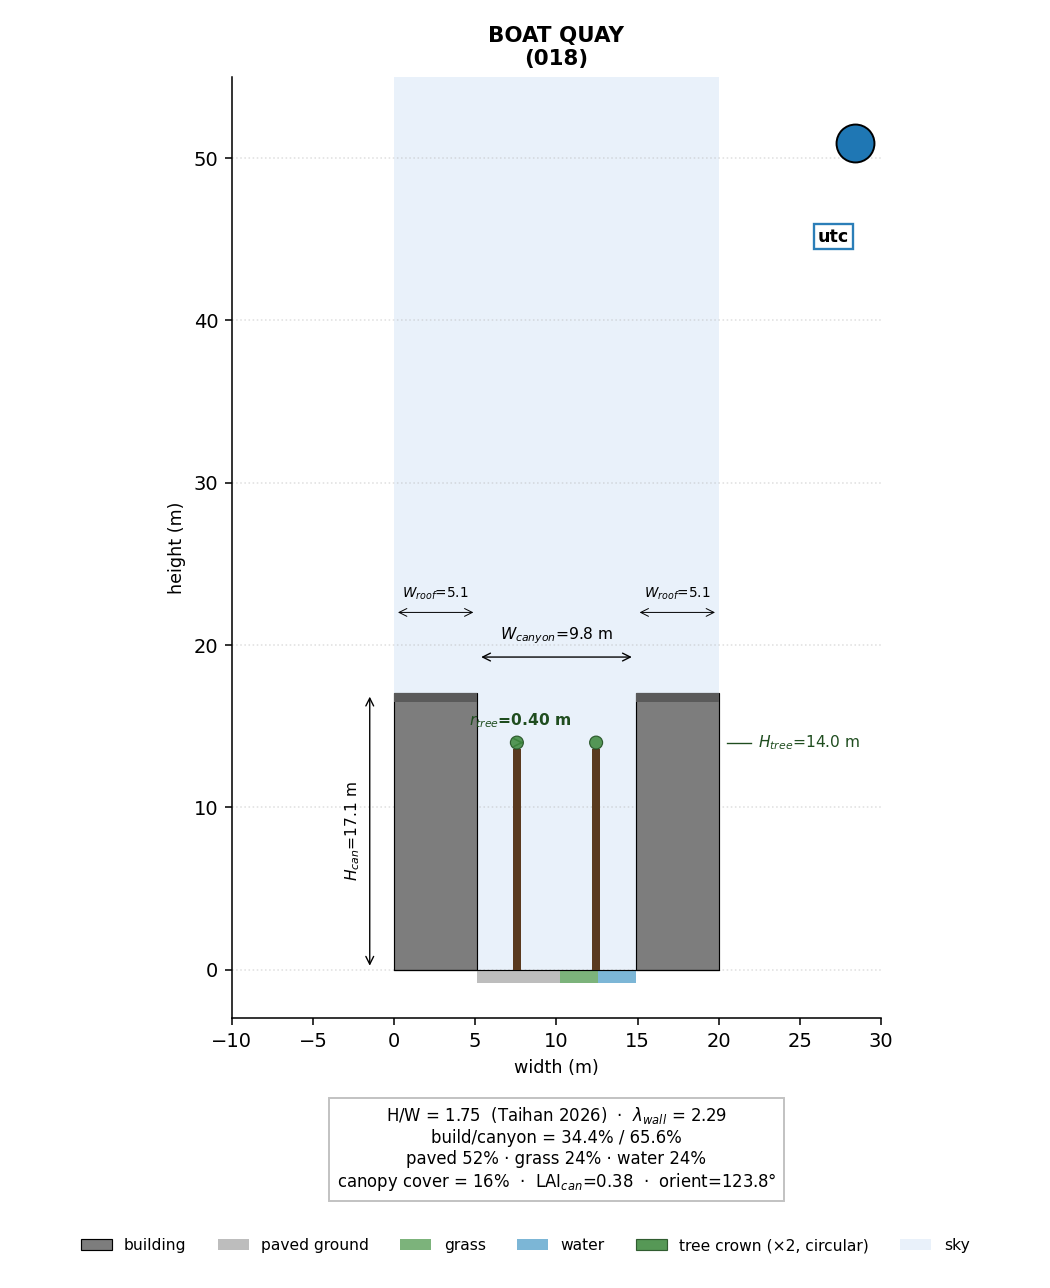 BOAT QUAY
(018)
50
utc
40
30
height (m)
W_roof=5.1
W_roof=5.1
W_canyon=9.8 m
20
r_tree=0.40 m
H_tree=14.0 m
H_can=17.1 m
10
0
−10
−5
0
5
10
15
20
25
30
width (m)
H/W = 1.75 (Taihan 2026) · λ_wall = 2.29
build/canyon = 34.4% / 65.6%
paved 52% · grass 24% · water 24%
canopy cover = 16% · LAI_can=0.38 · orient=123.8°
building
paved ground
grass
water
tree crown (×2, circular)
sky